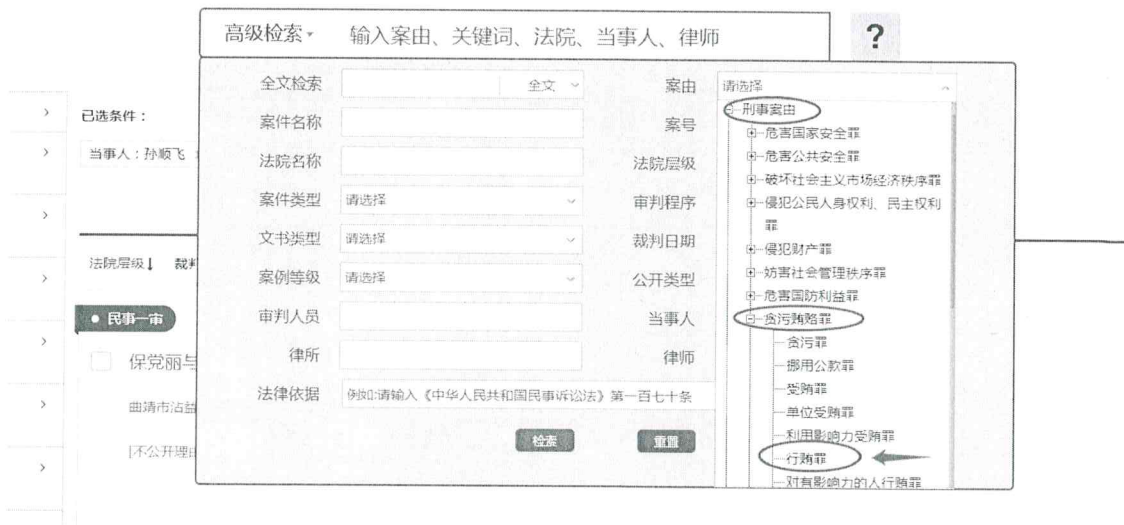 高级检索 输入案由、关键词、法院、当事人、律师 ?
已选条件：
当事人：孙顺飞
法院层级↓ 裁判
民事一审
保党丽与
曲靖市沾益
[不公开理由
全文检索 全文
案件名称
法院名称
案件类型 请选择
文书类型 请选择
案例等级 请选择
审判人员
律所
法律依据 例如:请输入《中华人民共和国民事诉讼法》第一百七十条
检索 重置
案由 请选择
案号
法院层级
审判程序
裁判日期
公开类型
当事人
律师
刑事案由
危害国家安全罪
危害公共安全罪
破坏社会主义市场经济秩序罪
侵犯公民人身权利、民主权利
罪
侵犯财产罪
妨害社会管理秩序罪
危害国防利益罪
贪污贿赂罪
贪污罪
挪用公款罪
受贿罪
单位受贿罪
利用影响力受贿罪
行贿罪
对有影响力的人行贿罪